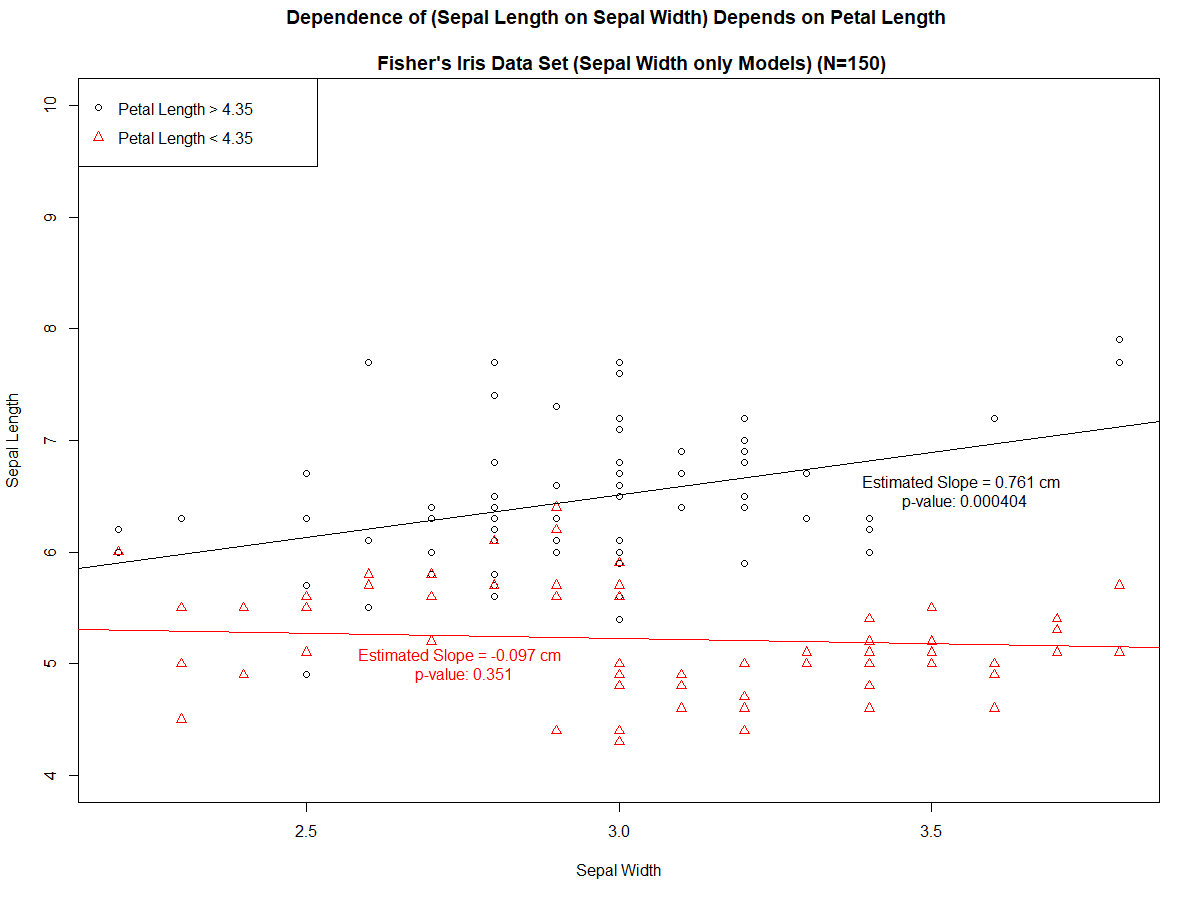 Dependence of (Sepal Length on Sepal Width) Depends on Petal Length
Fisher's Iris Data Set (Sepal Width only Models) (N=150)
Petal Length > 4.35
Petal Length < 4.35
10
9
8
7
6
5
4
Sepal Length
Estimated Slope = 0.761 cm
p-value: 0.000404
Estimated Slope = -0.097 cm
p-value: 0.351
2.5
3.0
3.5
Sepal Width